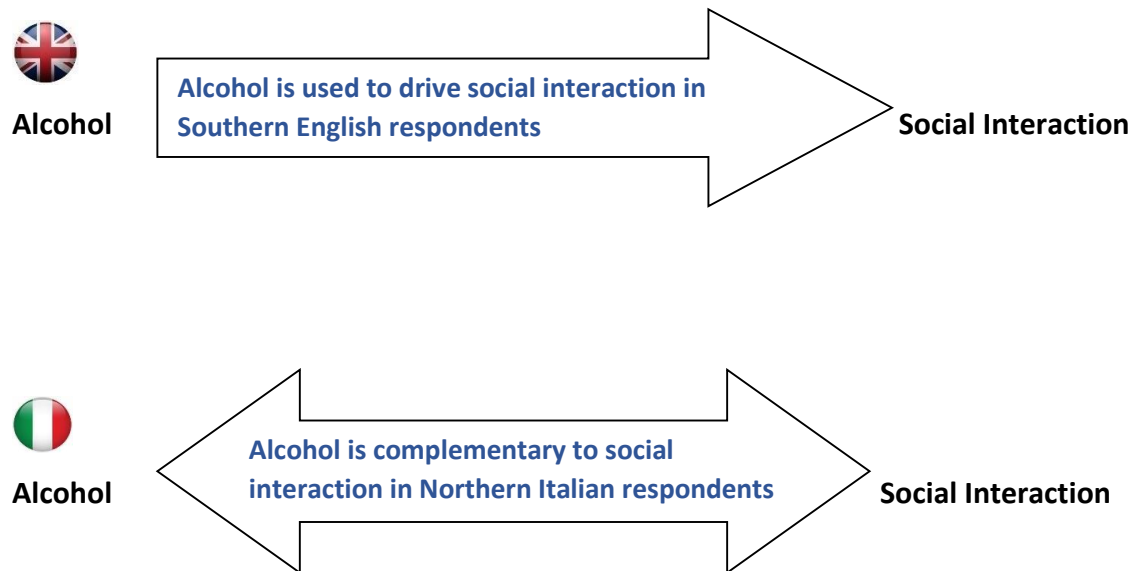 Alcohol is used to drive social interaction in
Southern English respondents
Alcohol
Social Interaction
Alcohol is complementary to social
interaction in Northern Italian respondents
Alcohol
Social Interaction